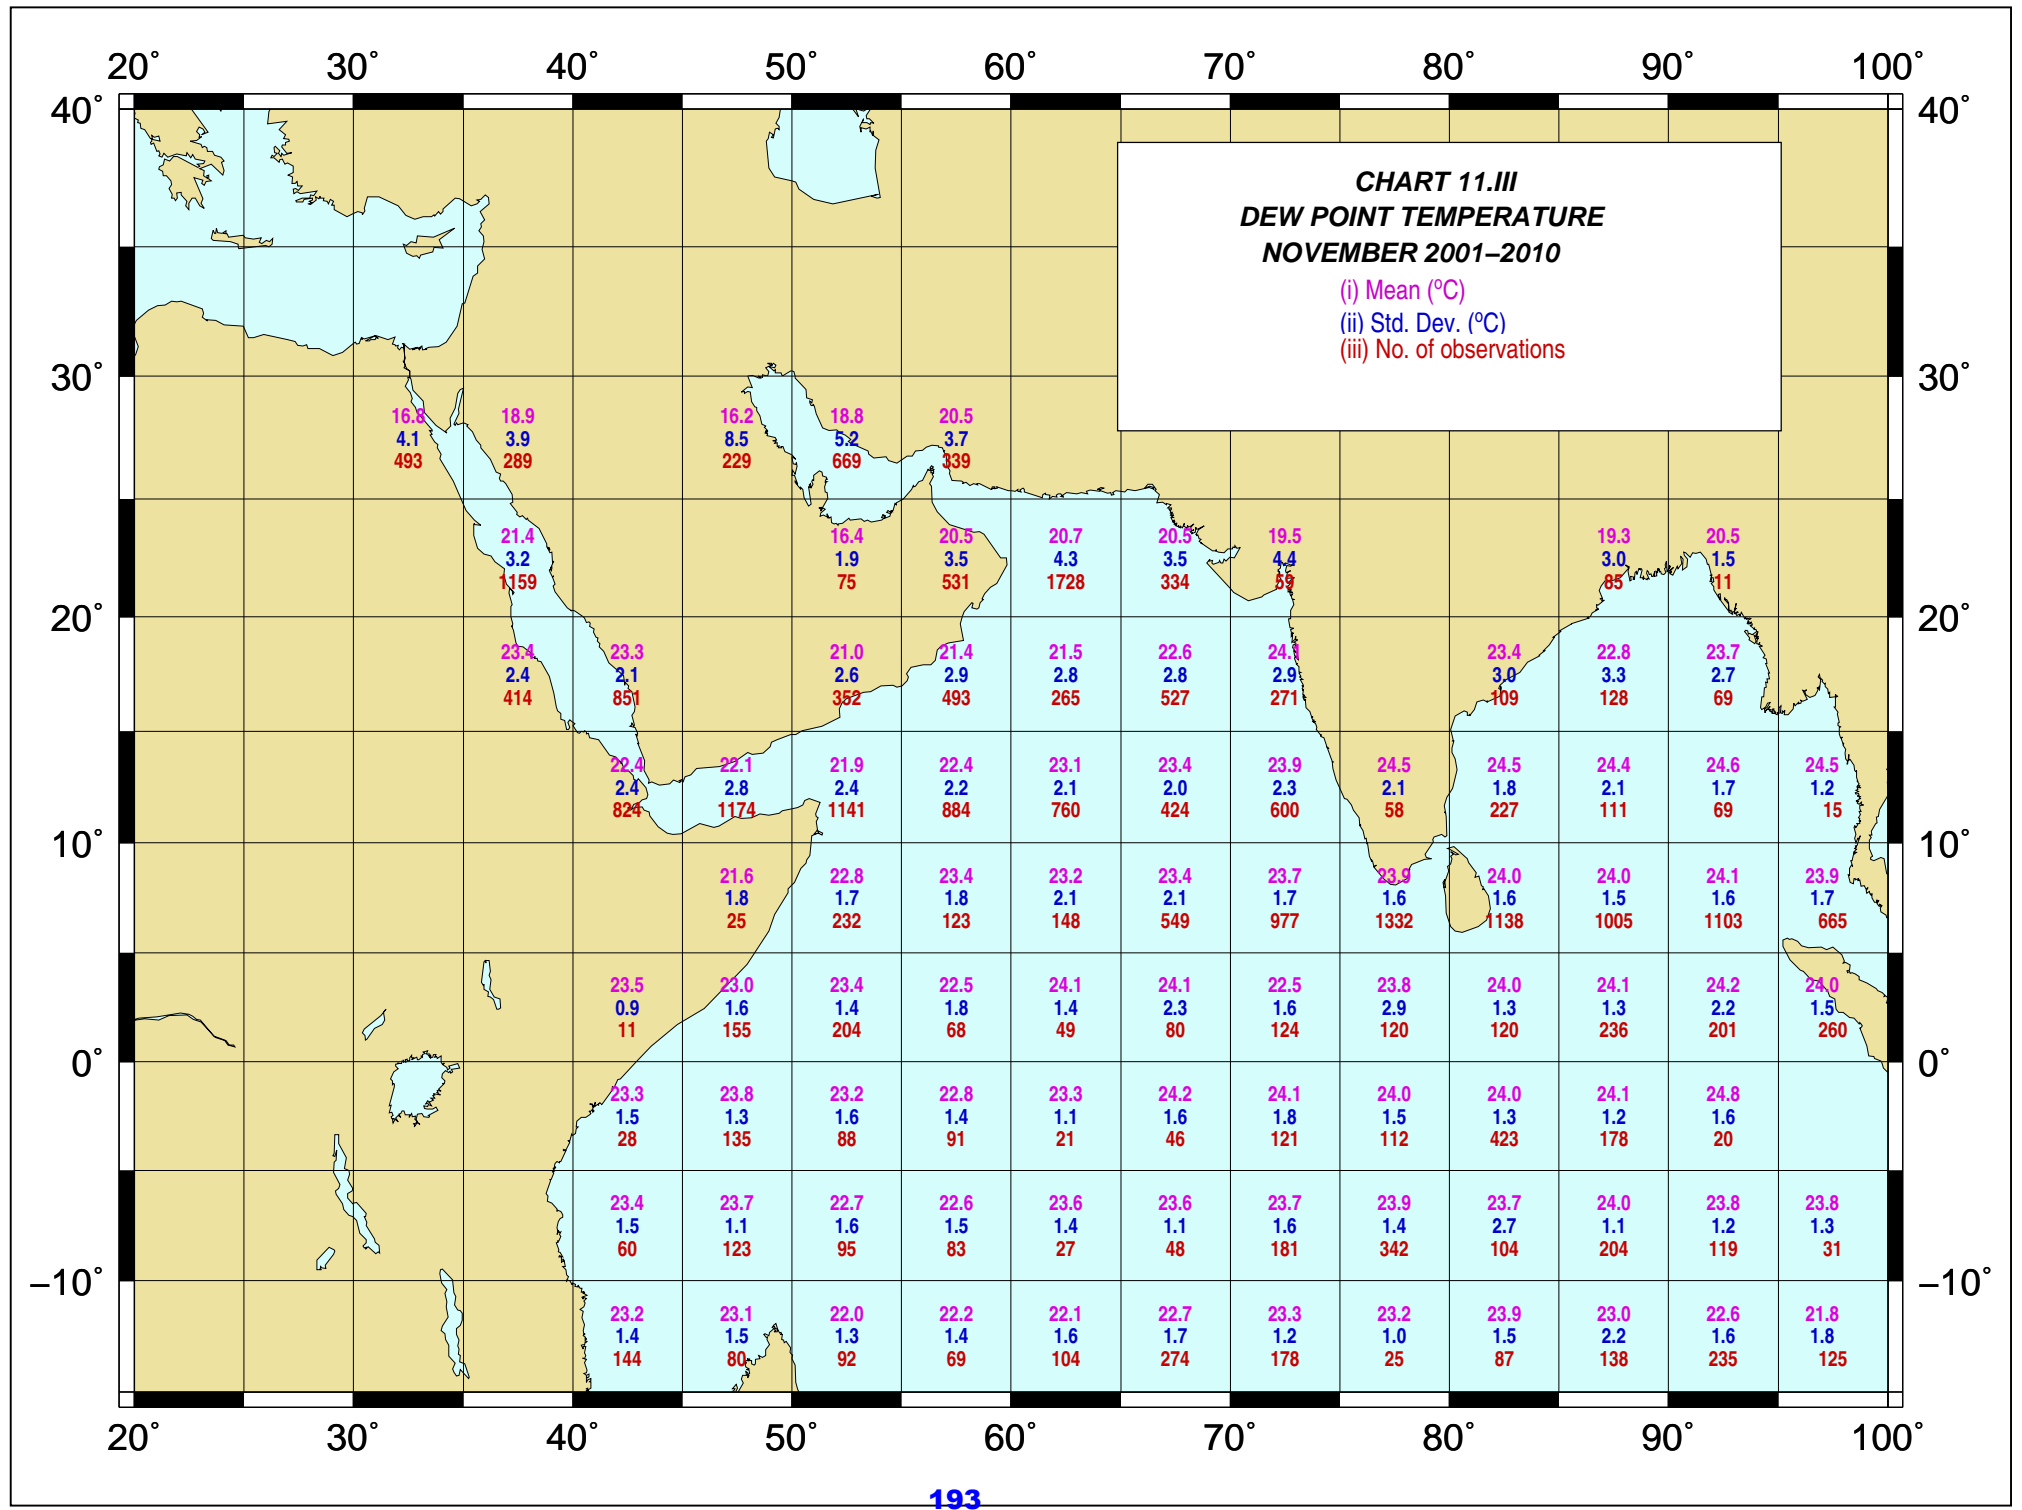 20° 30° 40° 50° 60° 70° 80° 90° 100°
40° 40°
CHART 11.III
DEW POINT TEMPERATURE
NOVEMBER 2001–2010
(i) Mean (°C)
(ii) Std. Dev. (°C)
(iii) No. of observations
30° 30°
16.8 18.9 16.2 18.8 20.5
4.1 3.9 8.5 5.2 3.7
493 289 229 669 339
21.4 16.4 20.5 20.7 20.5 19.5 19.3 20.5
3.2 1.9 3.5 4.3 3.5 4.4 3.0 1.5
1159 75 531 1728 334 59 85 11
20° 20°
23.4 23.3 21.0 21.4 21.5 22.6 24.1 23.4 22.8 23.7
2.4 2.1 2.6 2.9 2.8 2.8 2.9 3.0 3.3 2.7
414 851 352 493 265 527 271 109 128 69
22.4 22.1 21.9 22.4 23.1 23.4 23.9 24.5 24.5 24.4 24.6 24.5
2.4 2.8 2.4 2.2 2.1 2.0 2.3 2.1 1.8 2.1 1.7 1.2
824 1174 1141 884 760 424 600 58 227 111 69 15
10° 10°
21.6 22.8 23.4 23.2 23.4 23.7 23.9 24.0 24.0 24.1 23.9
1.8 1.7 1.8 2.1 2.1 1.7 1.6 1.6 1.5 1.6 1.7
25 232 123 148 549 977 1332 1138 1005 1103 665
23.5 23.0 23.4 22.5 24.1 24.1 22.5 23.8 24.0 24.1 24.2 24.0
0.9 1.6 1.4 1.8 1.4 2.3 1.6 2.9 1.3 1.3 2.2 1.5
11 155 204 68 49 80 124 120 120 236 201 260
0° 0°
23.3 23.8 23.2 22.8 23.3 24.2 24.1 24.0 24.0 24.1 24.8
1.5 1.3 1.6 1.4 1.1 1.6 1.8 1.5 1.3 1.2 1.6
28 135 88 91 21 46 121 112 423 178 20
23.4 23.7 22.7 22.6 23.6 23.6 23.7 23.9 23.7 24.0 23.8 23.8
1.5 1.1 1.6 1.5 1.4 1.1 1.6 1.4 2.7 1.1 1.2 1.3
60 123 95 83 27 48 181 342 104 204 119 31
–10° –10°
23.2 23.1 22.0 22.2 22.1 22.7 23.3 23.2 23.9 23.0 22.6 21.8
1.4 1.5 1.3 1.4 1.6 1.7 1.2 1.0 1.5 2.2 1.6 1.8
144 80 92 69 104 274 178 25 87 138 235 125
20° 30° 40° 50° 60° 70° 80° 90° 100°
193